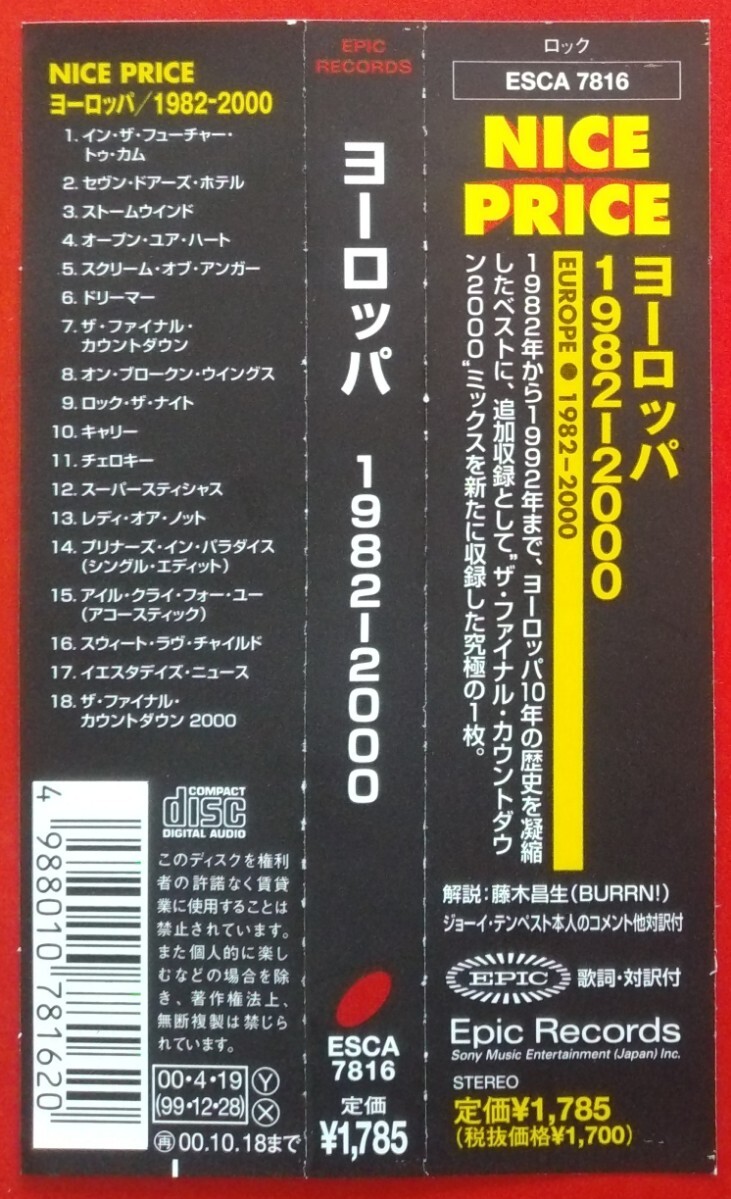 NICE PRICE
ヨーロッパ/1982-2000
1. イン・ザ・フューチャー・
トゥ・カム
2. セヴン・ドアーズ・ホテル
3. ストームウインド
4. オープン・ユア・ハート
5. スクリーム・オブ・アンガー
6. ドリーマー
7. ザ・ファイナル・
カウントダウン
8. オン・ブロークン・ウイングス
9. ロック・ザ・ナイト
10. キャリー
11. チェロキー
12. スーパースティシャス
13. レディ・オア・ノット
14. プリナーズ・イン・パラダイス
(シングル・エディット)
15. アイル・クライ・フォー・ユー
(アコースティック)
16. スウィート・ラヴ・チャイルド
17. イエスタデイズ・ニュース
18. ザ・ファイナル・
カウントダウン 2000
4 988010 781620
COMPACT
disc
DIGITAL AUDIO
このディスクを権利
者の許諾なく賃貸
業に使用することは
禁止されています。
また個人的に楽し
むなどの場合を除
き、著作権法上、
無断複製は禁じら
れています。
00・4・19 Y
(99・12・28) X
再 00.10.18まで
EPIC
RECORDS
ヨーロッパ 1982-2000
ESCA
7816
定価
¥1,785
ロック
ESCA 7816
NICE
PRICE
ヨーロッパ
1982-2000
EUROPE ● 1982-2000
1982年から1992年まで、ヨーロッパ10年の歴史を凝縮
したベストに、追加収録として"ザ・ファイナル・カウントダウ
ン2000"ミックスを新たに収録した究極の1枚。
解説:藤木昌生(BURRN!)
ジョーイ・テンペスト本人のコメント他対訳付
EPIC 歌詞・対訳付
Epic Records
Sony Music Entertainment (Japan) Inc.
STEREO
定価¥1,785
(税抜価格¥1,700)